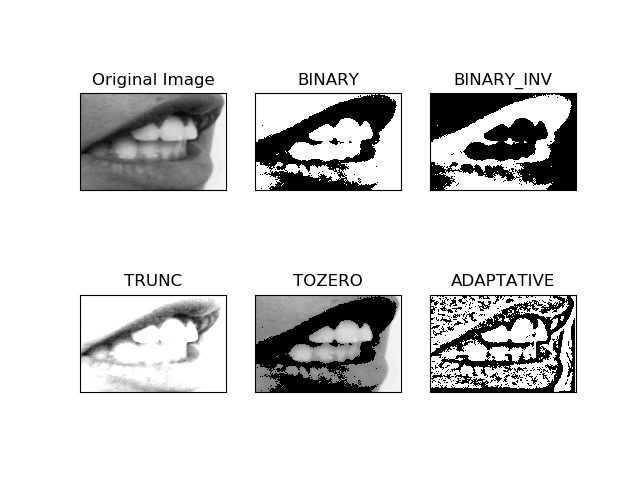 Original Image
BINARY
BINARY_INV
TRUNC
TOZERO
ADAPTATIVE